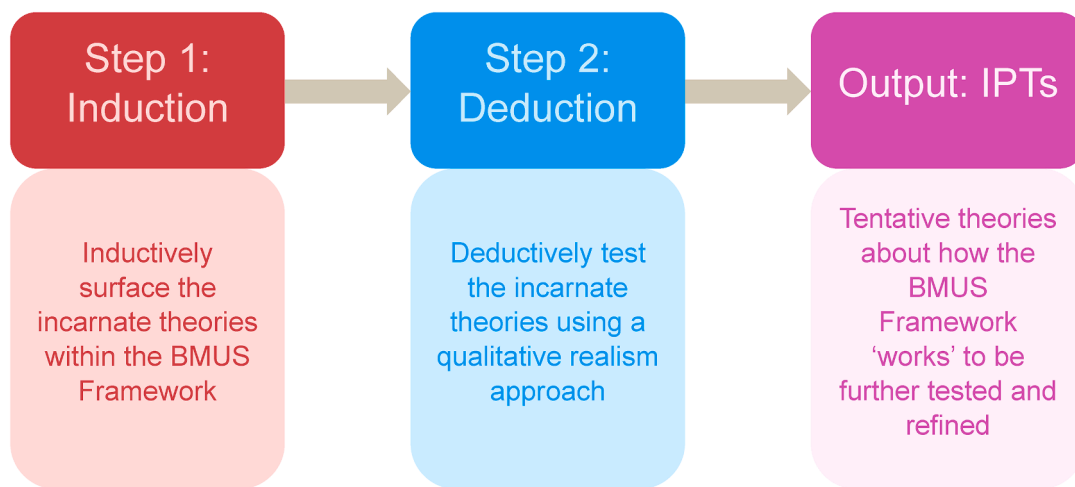 Step 1:
Induction
Step 2:
Deduction
Output: IPTs
Inductively
surface the
incarnate theories
within the BMUS
Framework
Deductively test
the incarnate
theories using a
qualitative realism
approach
Tentative theories
about how the
BMUS
Framework
‘works’ to be
further tested and
refined